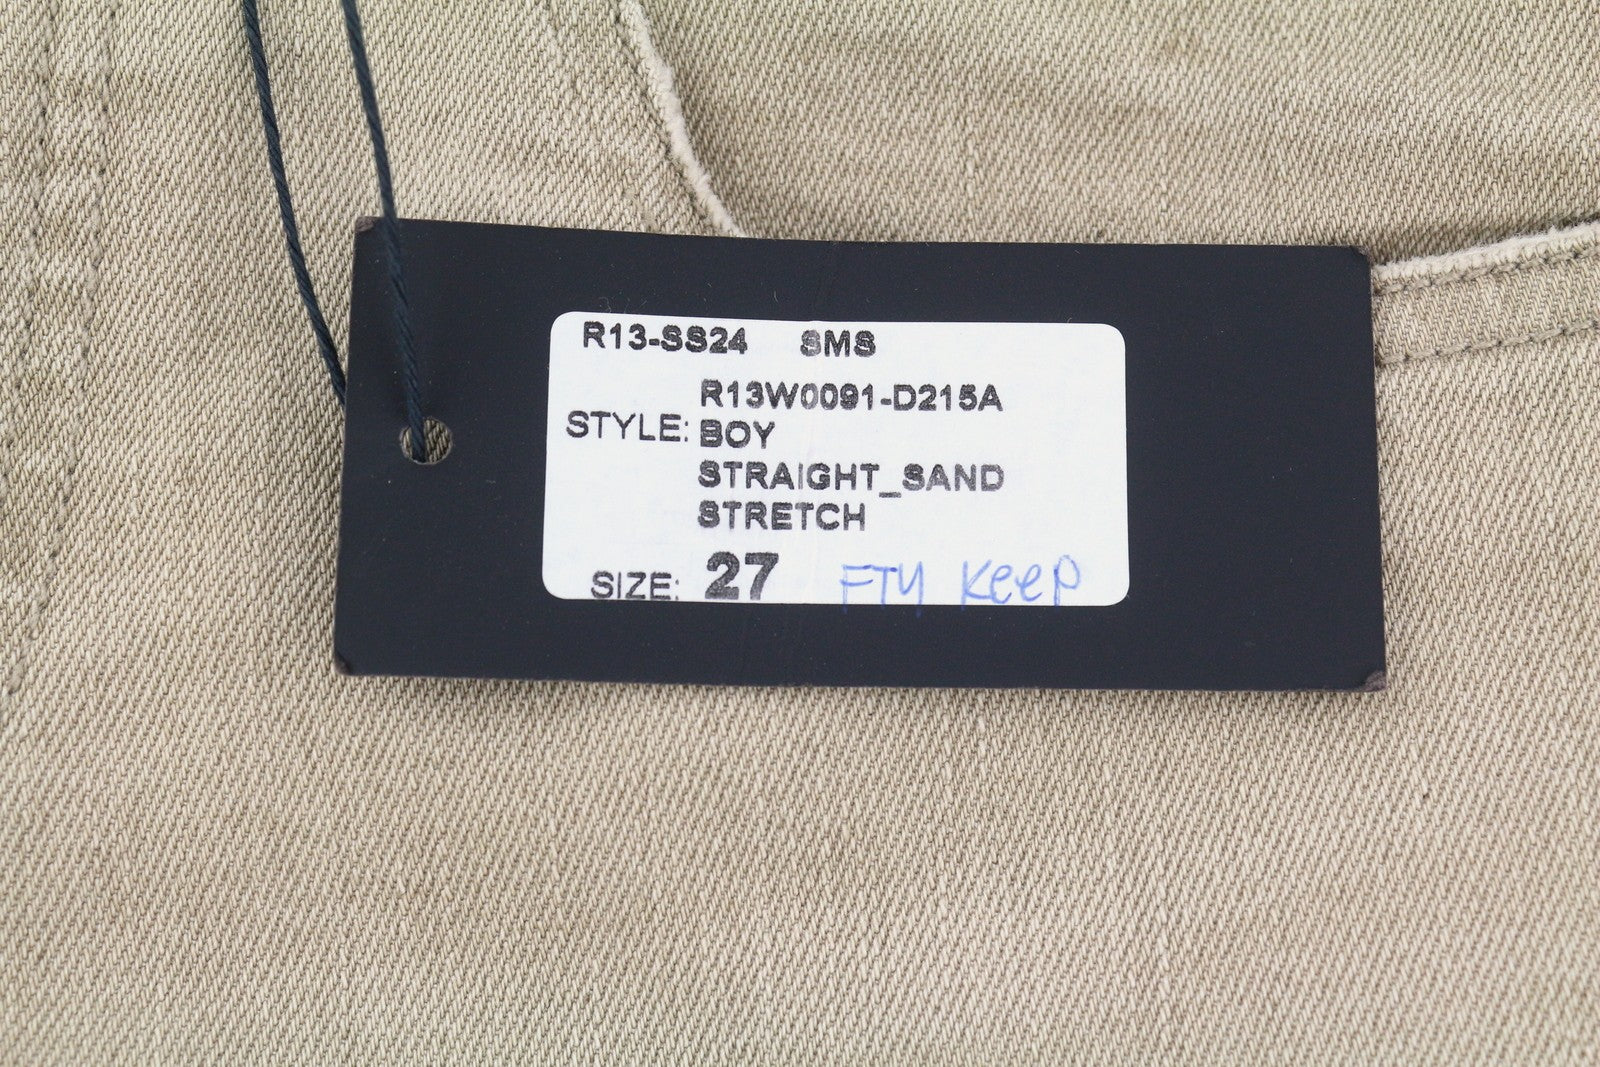 R13-SS24 SMS
R13W0091-D215A
STYLE: BOY
STRAIGHT_SAND
STRETCH
SIZE: 27 FTY Keep